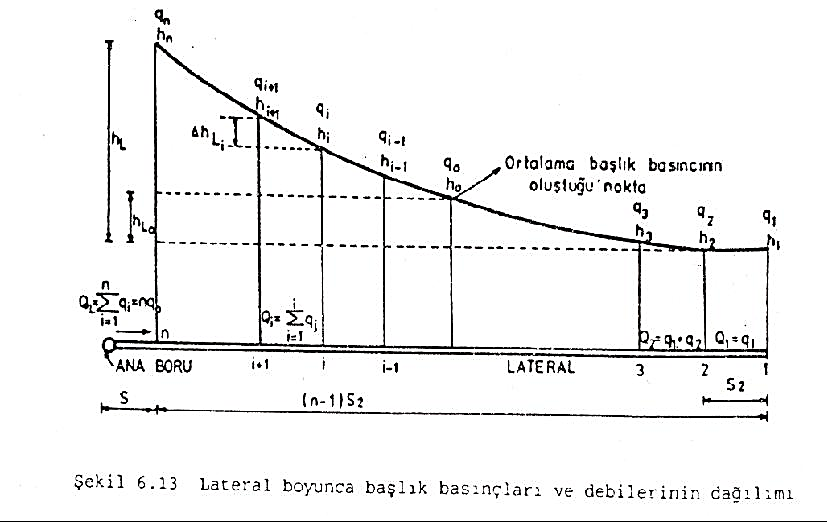 qn
hn
qi+1
hi+1
qi
hi
ΔhLi
qi-1
hi-1
qo
ho
Ortalama başlık basıncının
oluştuğu nokta
hL
hLo
q3
h3
q2
h2
q1
h1
n
QL=∑qi=nqo
i=1
n
i
Qi=∑qj
i=1
Q2=q1+q2
Q1=q1
ANA BORU
i+1
i
i-1
LATERAL
3
2
1
S2
S
(n-1)S2
Şekil 6.13 Lateral boyunca başlık basınçları ve debilerinin dağılımı